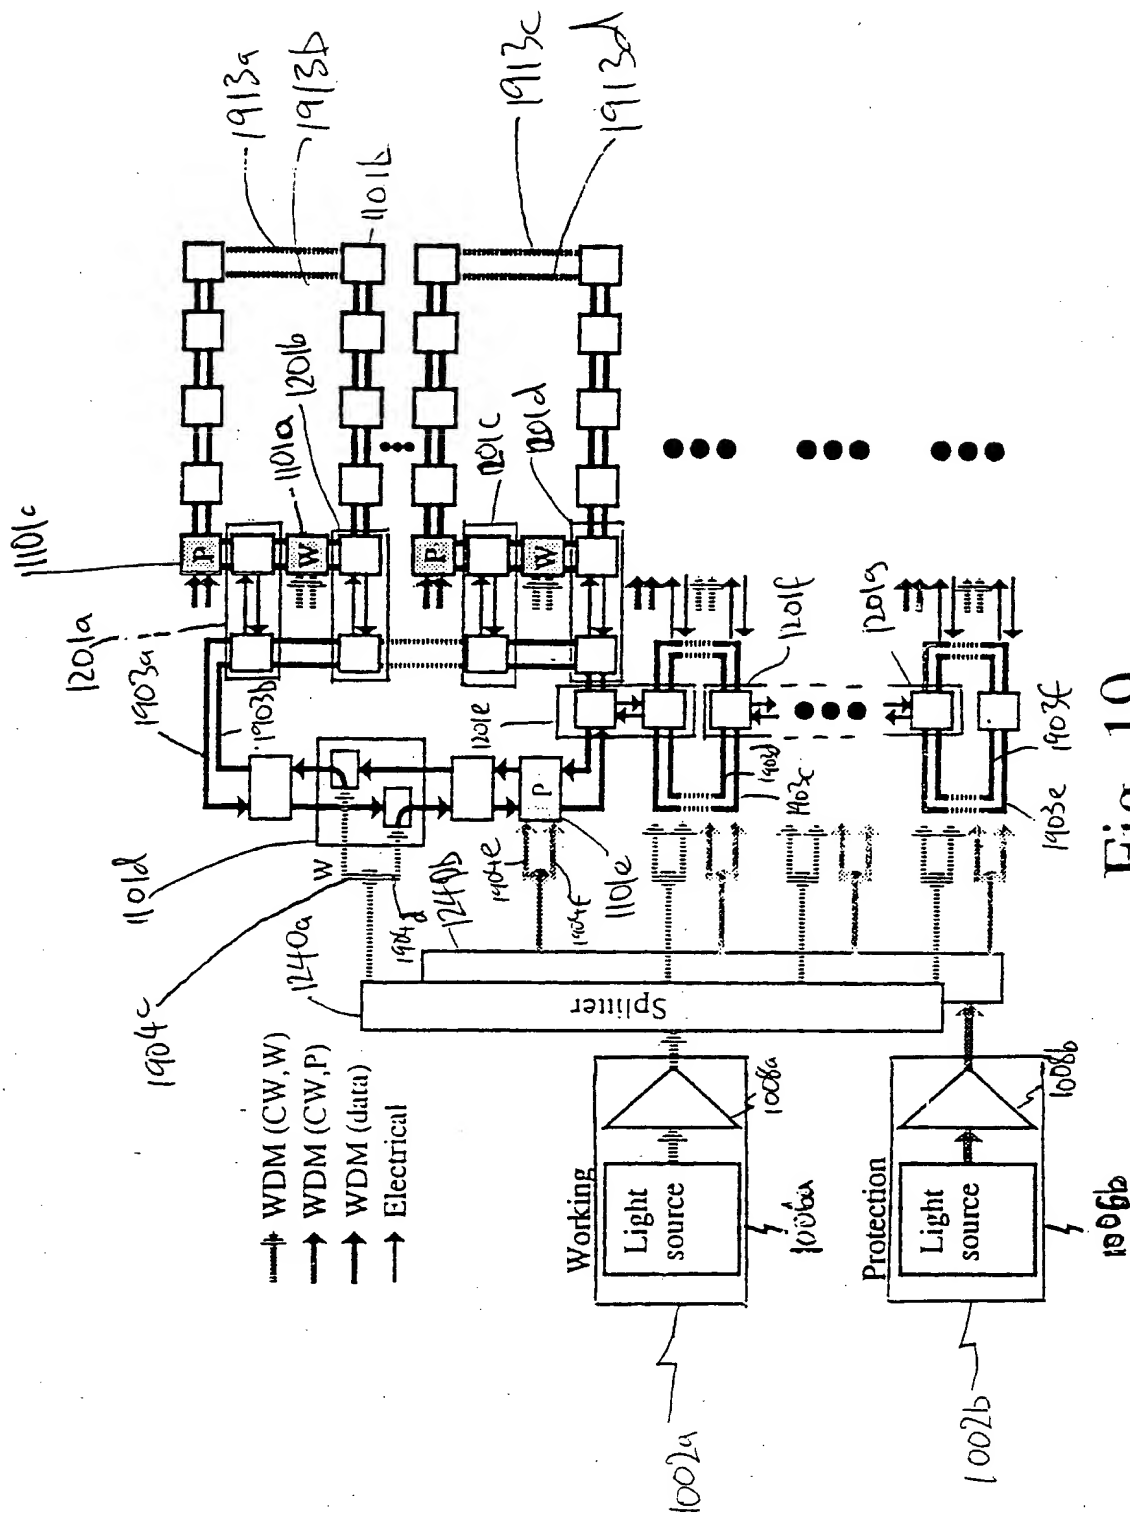 1101c
1201a
1903a
1903b
1913a
1913b
1101b
1101a
1201b
1913c
1913d
1201c
1201d
P
W
P
W
1101d
W
1904c
1904d
1240a
1240b
1201e
P
1904e
1904f
1101e
1903d
1903c
1201f
1201g
1903f
1903e
WDM (CW,W)
WDM (CW,P)
WDM (data)
Electrical
Splitter
Working
Light
source
1008a
1006a
1002a
Protection
Light
source
1008b
1006b
1002b